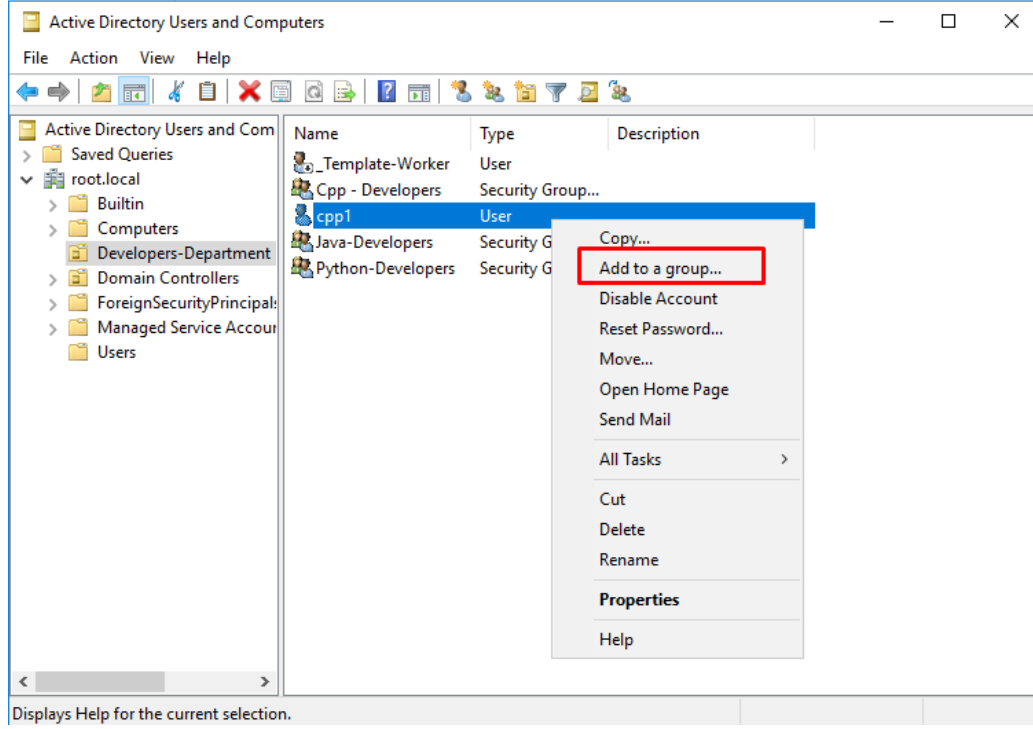 Active Directory Users and Computers
File Action View Help
Active Directory Users and Com
Saved Queries
root.local
Builtin
Computers
Developers-Department
Domain Controllers
ForeignSecurityPrincipals
Managed Service Accour
Users
Name Type Description
_Template-Worker User
Cpp - Developers Security Group...
cpp1 User
Java-Developers Security G
Python-Developers Security G
Copy...
Add to a group...
Disable Account
Reset Password...
Move...
Open Home Page
Send Mail
All Tasks
Cut
Delete
Rename
Properties
Help
Displays Help for the current selection.